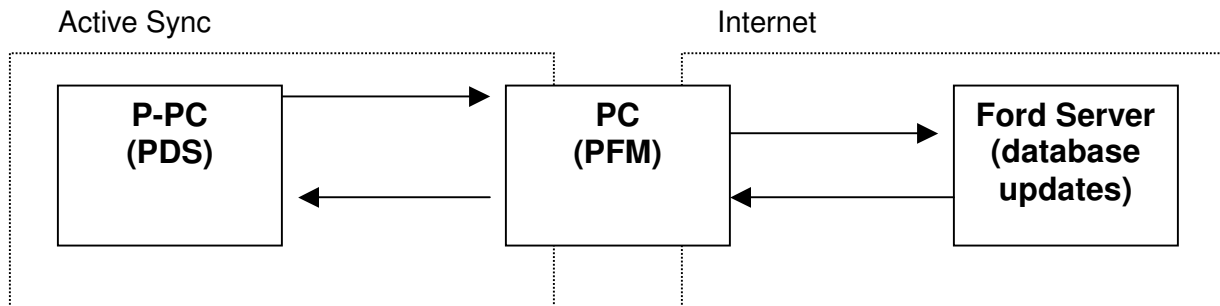 Active Sync
Internet
P-PC
(PDS)
PC
(PFM)
Ford Server
(database
updates)